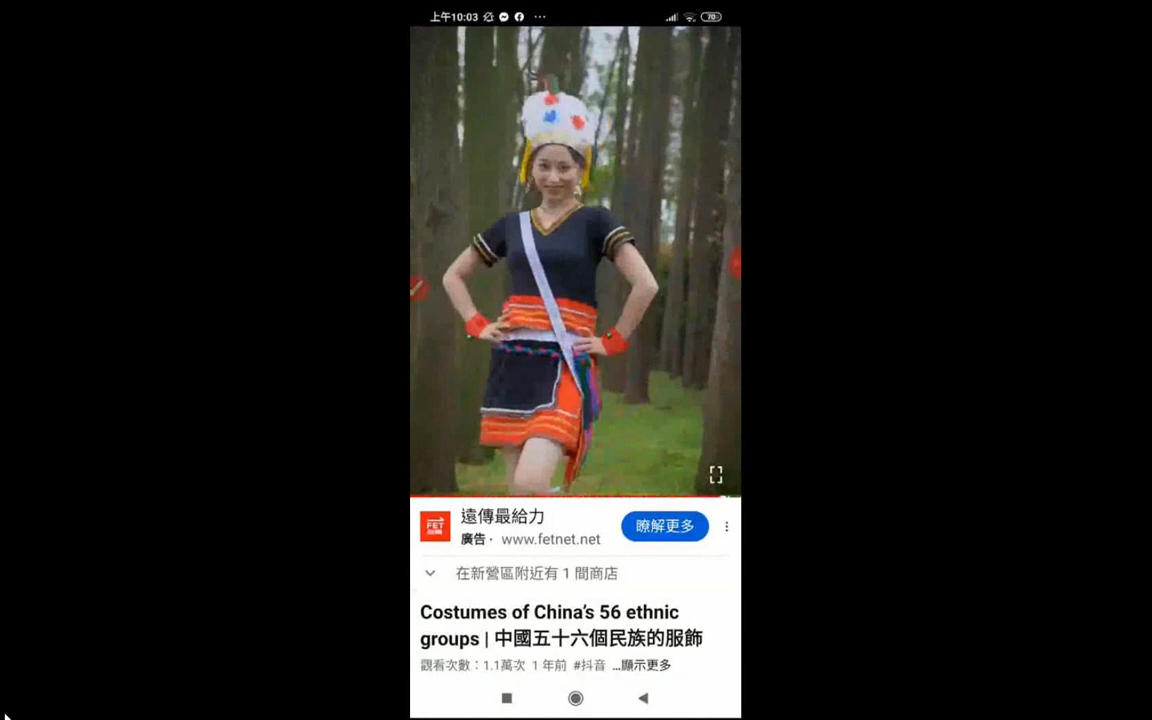 上午10:03
70
遠傳最給力
FET
廣告 · www.fetnet.net
瞭解更多
在新營區附近有 1 間商店
Costumes of China's 56 ethnic
groups | 中國五十六個民族的服飾
觀看次數：1.1萬次 1 年前 #抖音 ...顯示更多